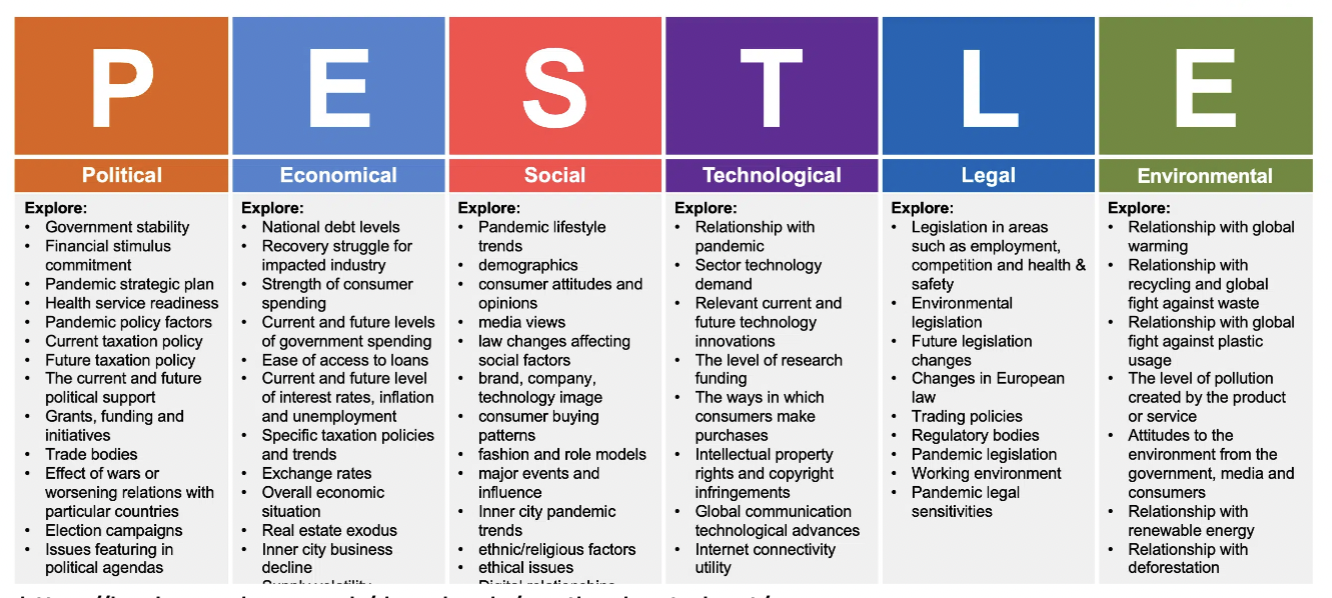 P
E
S
T
L
E
Political
Economical
Social
Technological
Legal
Environmental
Explore:
• Government stability
• Financial stimulus
commitment
• Pandemic strategic plan
• Health service readiness
• Pandemic policy factors
• Current taxation policy
• Future taxation policy
• The current and future
political support
• Grants, funding and
initiatives
• Trade bodies
• Effect of wars or
worsening relations with
particular countries
• Election campaigns
• Issues featuring in
political agendas
Explore:
• National debt levels
• Recovery struggle for
impacted industry
• Strength of consumer
spending
• Current and future levels
of government spending
• Ease of access to loans
• Current and future level
of interest rates, inflation
and unemployment
• Specific taxation policies
and trends
• Exchange rates
• Overall economic
situation
• Real estate exodus
• Inner city business
decline
Explore:
• Pandemic lifestyle
trends
• demographics
• consumer attitudes and
opinions
• media views
• law changes affecting
social factors
• brand, company,
technology image
• consumer buying
patterns
• fashion and role models
• major events and
influence
• Inner city pandemic
trends
• ethnic/religious factors
• ethical issues
Explore:
• Relationship with
pandemic
• Sector technology
demand
• Relevant current and
future technology
innovations
• The level of research
funding
• The ways in which
consumers make
purchases
• Intellectual property
rights and copyright
infringements
• Global communication
technological advances
• Internet connectivity
utility
Explore:
• Legislation in areas
such as employment,
competition and health &
safety
• Environmental
legislation
• Future legislation
changes
• Changes in European
law
• Trading policies
• Regulatory bodies
• Pandemic legislation
• Working environment
• Pandemic legal
sensitivities
Explore:
• Relationship with global
warming
• Relationship with
recycling and global
fight against waste
• Relationship with global
fight against plastic
usage
• The level of pollution
created by the product
or service
• Attitudes to the
environment from the
government, media and
consumers
• Relationship with
renewable energy
• Relationship with
deforestation